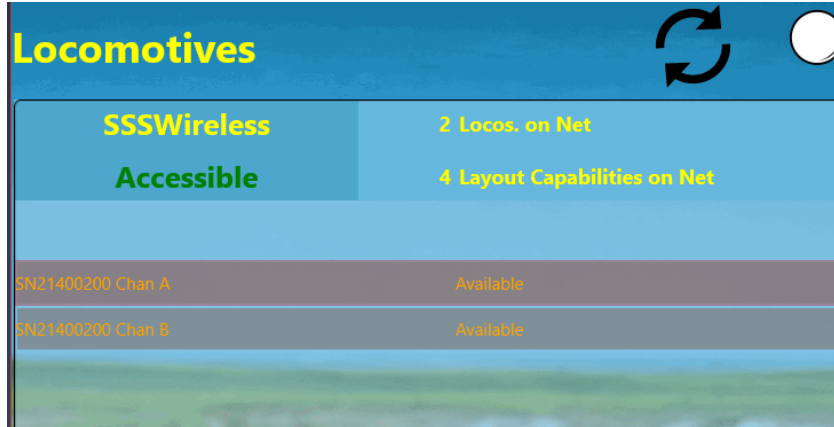 Locomotives
SSSWireless
2 Locos. on Net
Accessible
4 Layout Capabilities on Net
SN21400200 Chan A Available
SN21400200 Chan B Available